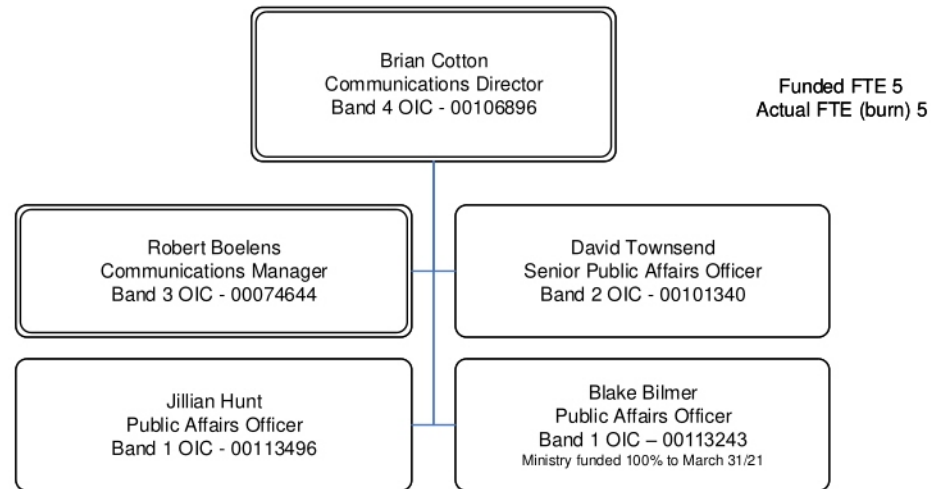 Brian Cotton
Communications Director
Band 4 OIC - 00106896
Funded FTE 5
Actual FTE (burn) 5
Robert Boelens
Communications Manager
Band 3 OIC - 00074644
David Townsend
Senior Public Affairs Officer
Band 2 OIC - 00101340
Jillian Hunt
Public Affairs Officer
Band 1 OIC - 00113496
Blake Bilmer
Public Affairs Officer
Band 1 OIC – 00113243
Ministry funded 100% to March 31/21